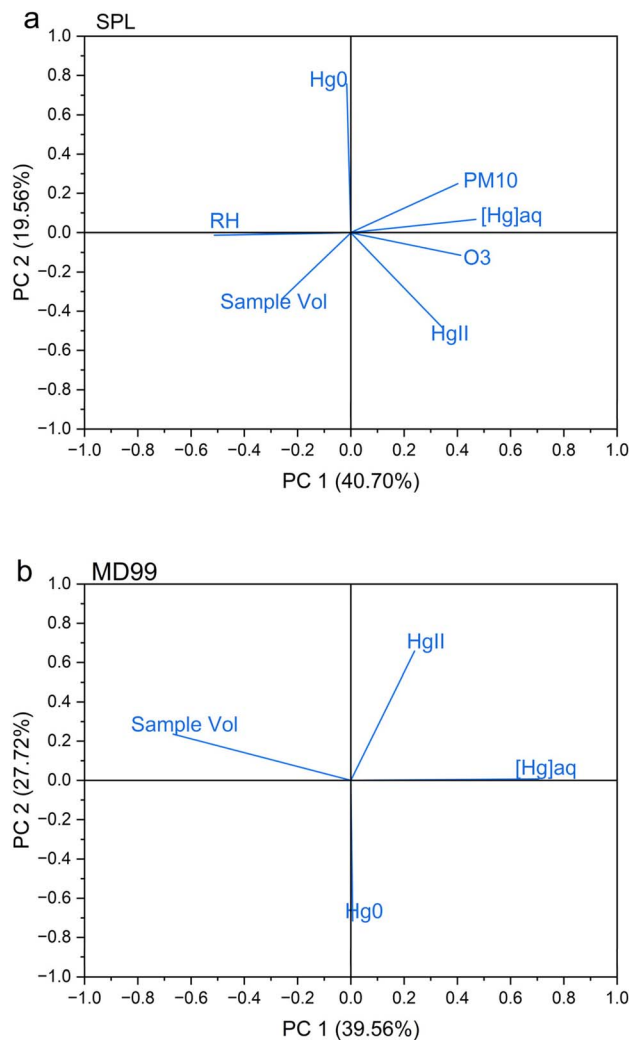 a SPL
1.0
0.8
0.6
0.4
0.2
0.0
−0.2
−0.4
−0.6
−0.8
−1.0
PC 2 (19.56%)
Hg0
PM10
[Hg]aq
RH
O3
Sample Vol
HgII
−1.0 −0.8 −0.6 −0.4 −0.2 0.0 0.2 0.4 0.6 0.8 1.0
PC 1 (40.70%)
b MD99
1.0
0.8
0.6
0.4
0.2
0.0
−0.2
−0.4
−0.6
−0.8
−1.0
PC 2 (27.72%)
HgII
Sample Vol
[Hg]aq
Hg0
−1.0 −0.8 −0.6 −0.4 −0.2 0.0 0.2 0.4 0.6 0.8 1.0
PC 1 (39.56%)